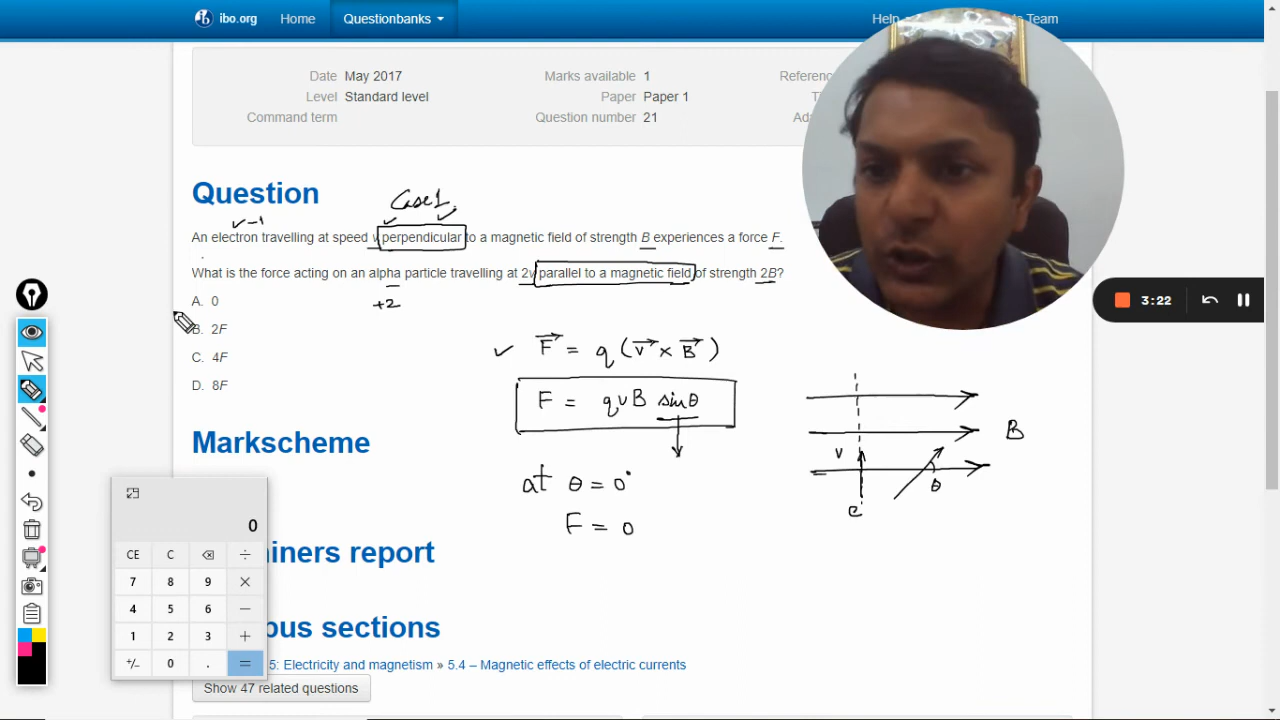 ibo.org Home Questionbanks Help Team
Date May 2017 Marks available 1
Level Standard level Paper Paper 1
Command term Question number 21
Question
Case 1.
-1
An electron travelling at speed v perpendicular to a magnetic field of strength B experiences a force F.
What is the force acting on an alpha particle travelling at 2v parallel to a magnetic field of strength 2B?
+2
A. 0
B. 2F
C. 4F
D. 8F
F = q (v × B)
F = qvB sinθ
at θ = 0°
F = 0
B
v
θ
e
Markscheme
iners report
us sections
5: Electricity and magnetism » 5.4 – Magnetic effects of electric currents
Show 47 related questions
0
CE C ÷
7 8 9 ×
4 5 6 −
1 2 3 +
+/− 0 . =
3:22